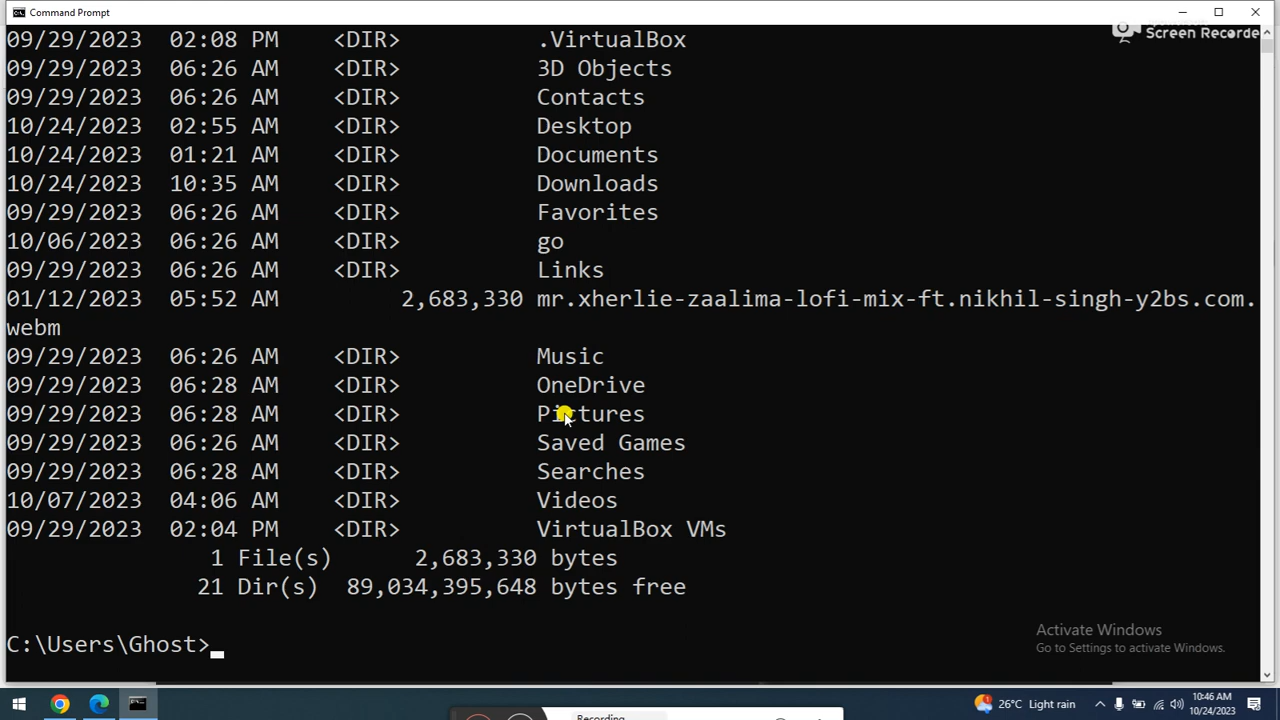 Command Prompt
Screen Recorde
09/29/2023  02:08 PM    <DIR>          .VirtualBox
09/29/2023  06:26 AM    <DIR>          3D Objects
09/29/2023  06:26 AM    <DIR>          Contacts
10/24/2023  02:55 AM    <DIR>          Desktop
10/24/2023  01:21 AM    <DIR>          Documents
10/24/2023  10:35 AM    <DIR>          Downloads
09/29/2023  06:26 AM    <DIR>          Favorites
10/06/2023  06:26 AM    <DIR>          go
09/29/2023  06:26 AM    <DIR>          Links
01/12/2023  05:52 AM         2,683,330 mr.xherlie-zaalima-lofi-mix-ft.nikhil-singh-y2bs.com.
webm
09/29/2023  06:26 AM    <DIR>          Music
09/29/2023  06:28 AM    <DIR>          OneDrive
09/29/2023  06:28 AM    <DIR>          Pictures
09/29/2023  06:26 AM    <DIR>          Saved Games
09/29/2023  06:28 AM    <DIR>          Searches
10/07/2023  04:06 AM    <DIR>          Videos
09/29/2023  02:04 PM    <DIR>          VirtualBox VMs
               1 File(s)      2,683,330 bytes
              21 Dir(s)  89,034,395,648 bytes free
C:\Users\Ghost>
Activate Windows
Go to Settings to activate Windows.
26°C Light rain
10:46 AM
10/24/2023
Recording